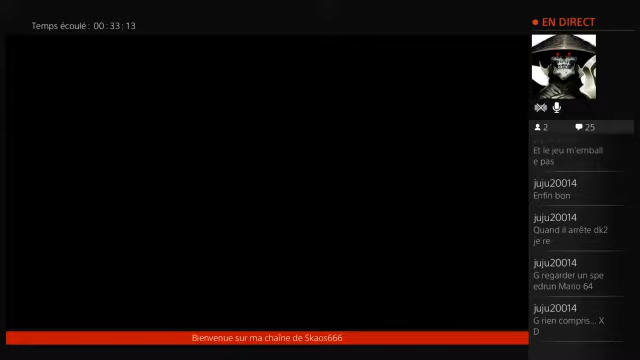 Temps écoulé : 00:33:13
EN DIRECT
2 25
Et le jeu m'emball
e pas
juju20014
Enfin bon
juju20014
Quand il arrête dk2
je re
juju20014
G regarder un spe
edrun Mario 64
juju20014
G rien compris... X
D
Bienvenue sur ma chaîne de Skaos666